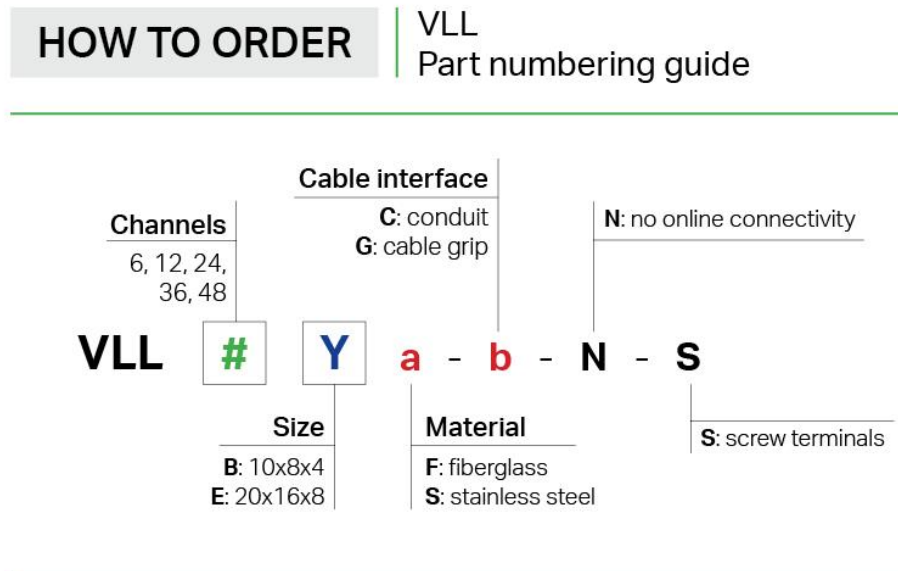 HOW TO ORDER
VLL
Part numbering guide
Cable interface
C: conduit
G: cable grip
N: no online connectivity
Channels
6, 12, 24,
36, 48
VLL # Y a - b - N - S
Size
B: 10x8x4
E: 20x16x8
Material
F: fiberglass
S: stainless steel
S: screw terminals